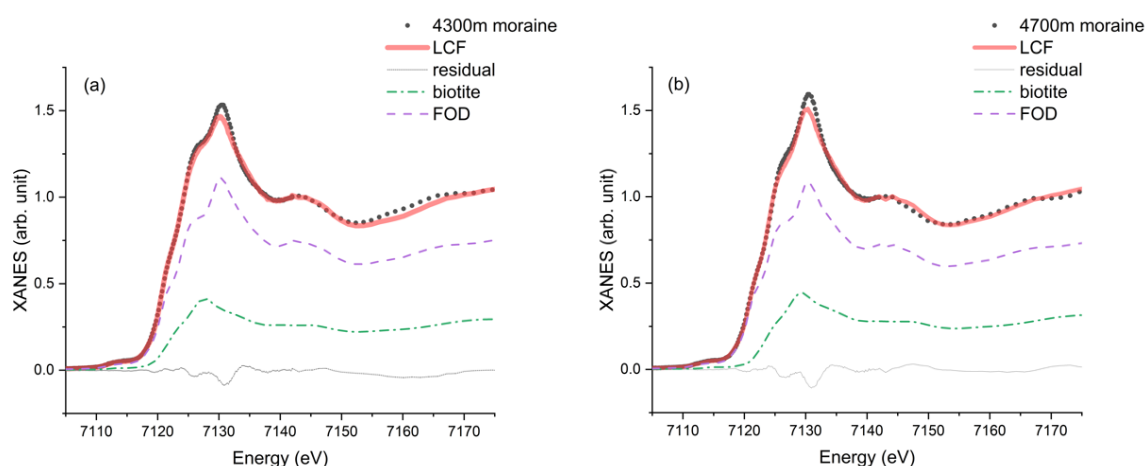 4300m moraine
LCF
residual
biotite
FOD
(a)
1.5
1.0
0.5
0.0
XANES (arb. unit)
7110 7120 7130 7140 7150 7160 7170
Energy (eV)
4700m moraine
LCF
residual
biotite
FOD
(b)
1.5
1.0
0.5
0.0
XANES (arb. unit)
7110 7120 7130 7140 7150 7160 7170
Energy (eV)